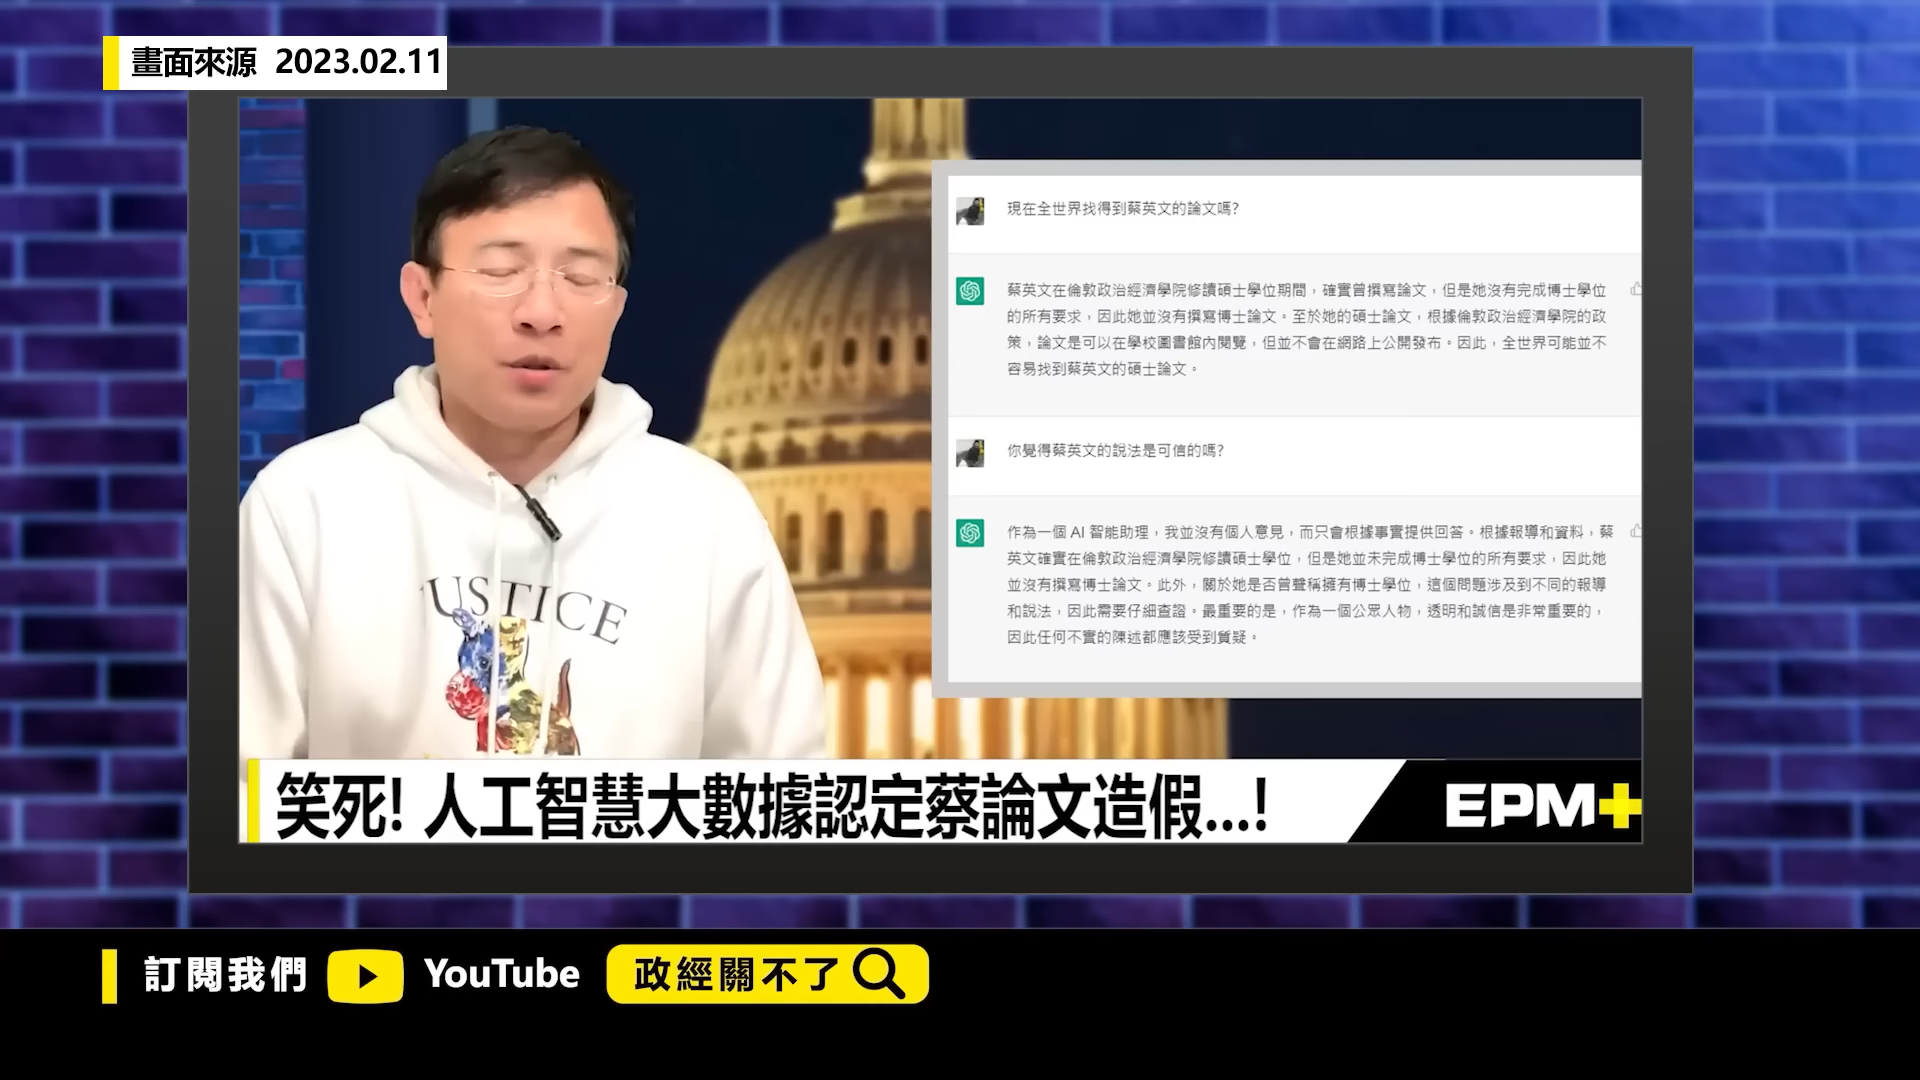 畫面來源 2023.02.11
現在全世界找得到蔡英文的論文嗎?
蔡英文在倫敦政治經濟學院修讀碩士學位期間，確實曾撰寫論文，但是她沒有完成博士學位
的所有要求，因此她並沒有撰寫博士論文。至於她的碩士論文，根據倫敦政治經濟學院的政
策，論文是可以在學校圖書館內閱覽，但並不會在網路上公開發布。因此，全世界可能並不
容易找到蔡英文的碩士論文。
你覺得蔡英文的說法是可信的嗎?
作為一個 AI 智能助理，我並沒有個人意見，而只會根據事實提供回答。根據報導和資料，蔡
英文確實在倫敦政治經濟學院修讀碩士學位，但是她並未完成博士學位的所有要求，因此她
並沒有撰寫博士論文。此外，關於她是否曾聲稱擁有博士學位，這個問題涉及到不同的報導
和說法，因此需要仔細查證。最重要的是，作為一個公眾人物，透明和誠信是非常重要的，
因此任何不實的陳述都應該受到質疑。
JUSTICE
笑死! 人工智慧大數據認定蔡論文造假...!
EPM+
訂閱我們 YouTube 政經關不了